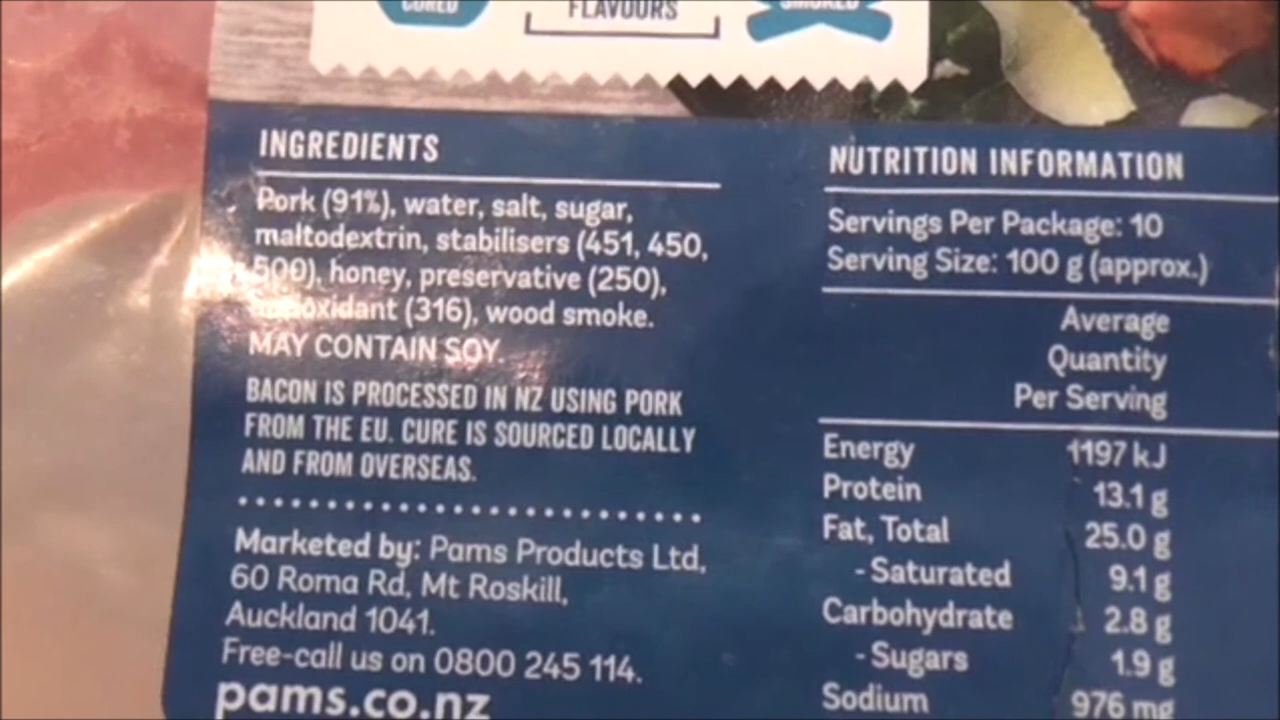 CURED
FLAVOURS
SMOKED
INGREDIENTS
Pork (91%), water, salt, sugar,
maltodextrin, stabilisers (451, 450,
500), honey, preservative (250),
antioxidant (316), wood smoke.
MAY CONTAIN SOY.
BACON IS PROCESSED IN NZ USING PORK
FROM THE EU. CURE IS SOURCED LOCALLY
AND FROM OVERSEAS.
Marketed by: Pams Products Ltd,
60 Roma Rd, Mt Roskill,
Auckland 1041.
Free-call us on 0800 245 114.
pams.co.nz
NUTRITION INFORMATION
Servings Per Package: 10
Serving Size: 100 g (approx.)
Average
Quantity
Per Serving
Energy 1197 kJ
Protein 13.1 g
Fat, Total 25.0 g
- Saturated 9.1 g
Carbohydrate 2.8 g
- Sugars 1.9 g
Sodium 976 mg